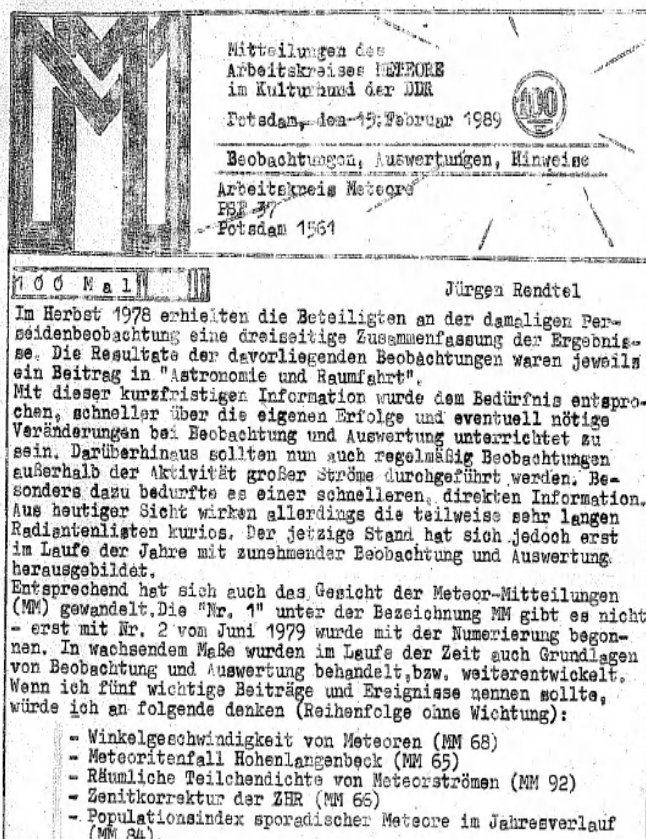 MM
Mitteilungen des
Arbeitskreises METEORE
im Kulturbund der DDR
Potsdam, den 15. Februar 1989
100
Beobachtungen, Auswertungen, Hinweise
Arbeitskreis Meteore
PSF 37
Potsdam 1561
100 Mal
Jürgen Rendtel
Im Herbst 1978 erhielten die Beteiligten an der damaligen Per-
seidenbeobachtung eine dreiseitige Zusammenfassung der Ergebnis-
se. Die Resultate der davorliegenden Beobachtungen waren jeweils
ein Beitrag in "Astronomie und Raumfahrt".
Mit dieser kurzfristigen Information wurde dem Bedürfnis entspro-
chen, schneller über die eigenen Erfolge und eventuell nötige
Veränderungen bei Beobachtung und Auswertung unterrichtet zu
sein. Darüberhinaus sollten nun auch regelmäßig Beobachtungen
außerhalb der Aktivität großer Ströme durchgeführt werden. Be-
sonders dazu bedurfte es einer schnelleren, direkten Information.
Aus heutiger Sicht wirken allerdings die teilweise sehr langen
Radiantenlisten kurios. Der jetzige Stand hat sich jedoch erst
im Laufe der Jahre mit zunehmender Beobachtung und Auswertung
herausgebildet.
Entsprechend hat sich auch das Gesicht der Meteor-Mitteilungen
(MM) gewandelt. Die "Nr. 1" unter der Bezeichnung MM gibt es nicht
- erst mit Nr. 2 vom Juni 1979 wurde mit der Numerierung begon-
nen. In wachsendem Maße wurden im Laufe der Zeit auch Grundlagen
von Beobachtung und Auswertung behandelt, bzw. weiterentwickelt.
Wenn ich fünf wichtige Beiträge und Ereignisse nennen sollte,
würde ich an folgende denken (Reihenfolge ohne Wichtung):
- Winkelgeschwindigkeit von Meteoren (MM 68)
- Meteoritenfall Hohenlangenbeck (MM 65)
- Räumliche Teilchendichte von Meteorströmen (MM 92)
- Zenitkorrektur der ZHR (MM 66)
- Populationsindex sporadischer Meteore im Jahresverlauf
(MM 84).